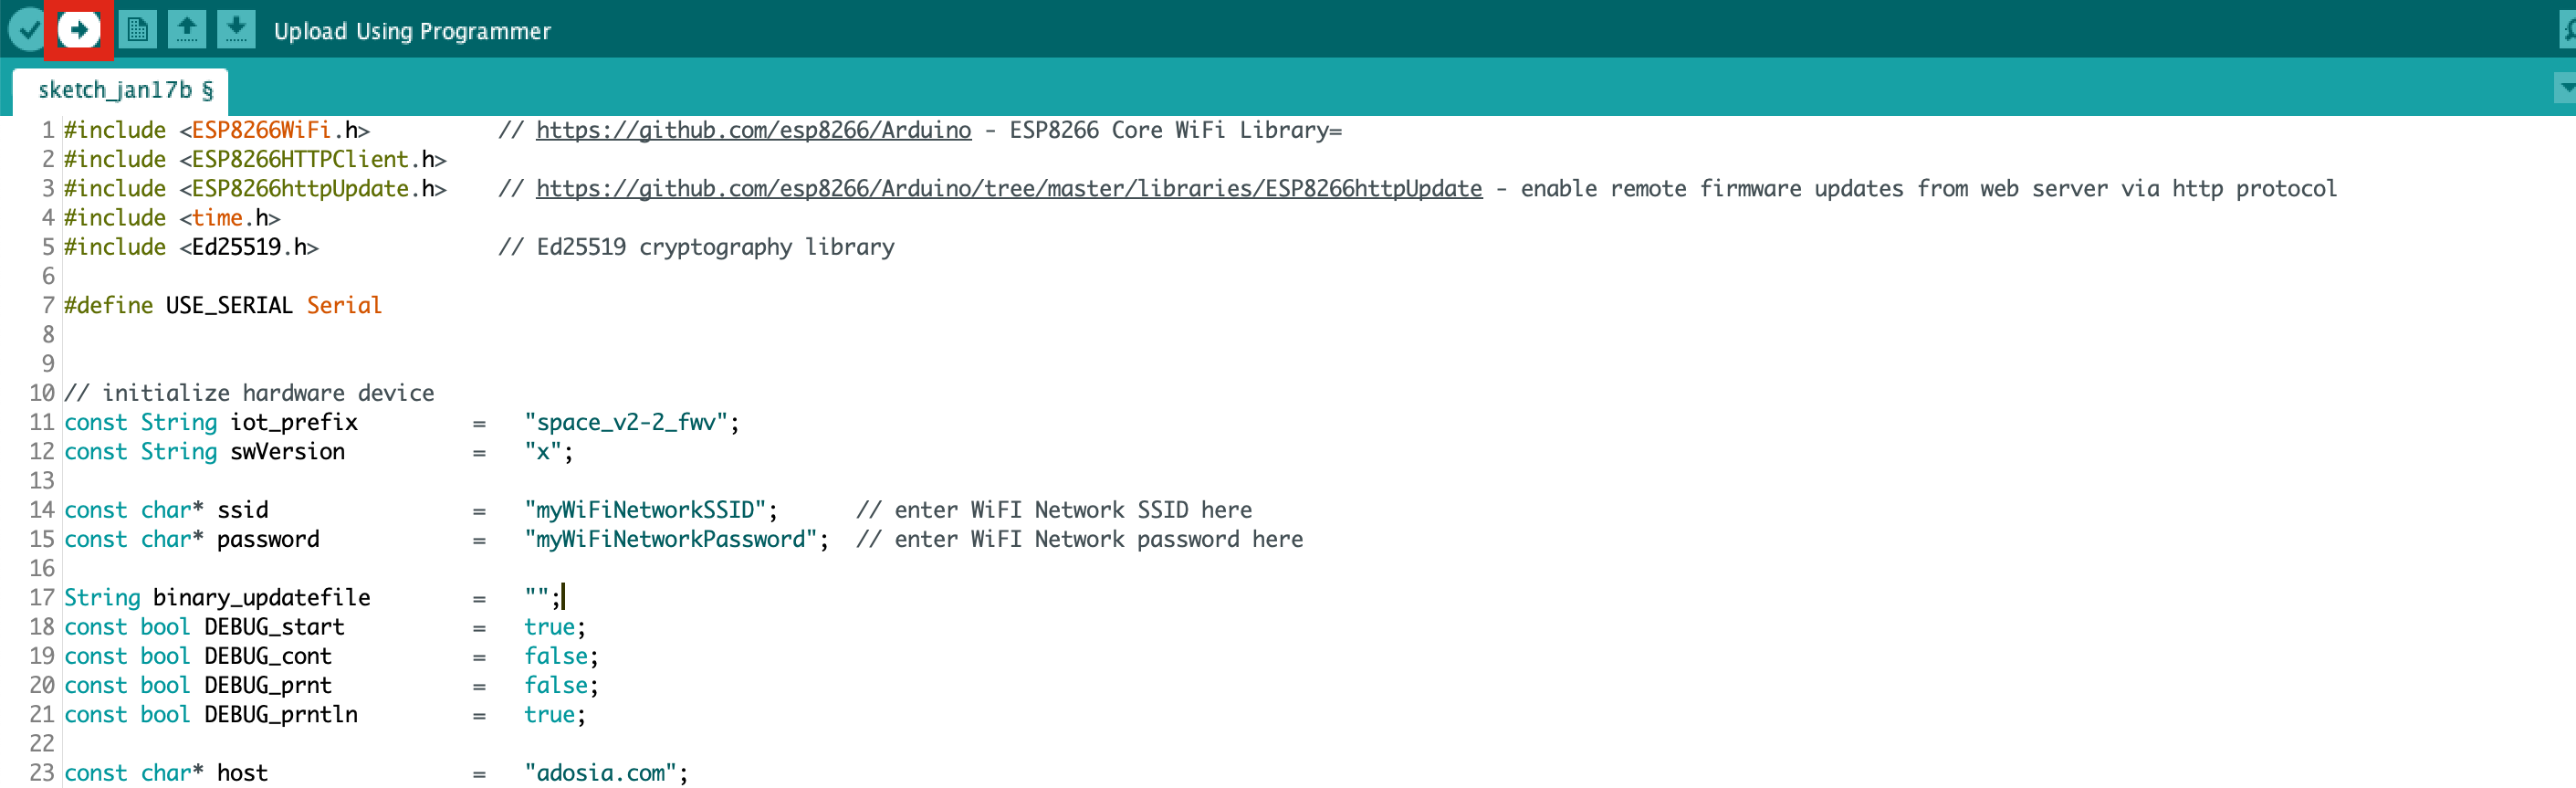 Upload Using Programmer
sketch_jan17b §
1 #include <ESP8266WiFi.h> // https://github.com/esp8266/Arduino - ESP8266 Core WiFi Library=
2 #include <ESP8266HTTPClient.h>
3 #include <ESP8266httpUpdate.h> // https://github.com/esp8266/Arduino/tree/master/libraries/ESP8266httpUpdate - enable remote firmware updates from web server via http protocol
4 #include <time.h>
5 #include <Ed25519.h> // Ed25519 cryptography library
6
7 #define USE_SERIAL Serial
8
9
10 // initialize hardware device
11 const String iot_prefix = "space_v2-2_fwv";
12 const String swVersion = "x";
13
14 const char* ssid = "myWiFiNetworkSSID"; // enter WiFI Network SSID here
15 const char* password = "myWiFiNetworkPassword"; // enter WiFI Network password here
16
17 String binary_updatefile = "";
18 const bool DEBUG_start = true;
19 const bool DEBUG_cont = false;
20 const bool DEBUG_prnt = false;
21 const bool DEBUG_prntln = true;
22
23 const char* host = "adosia.com";